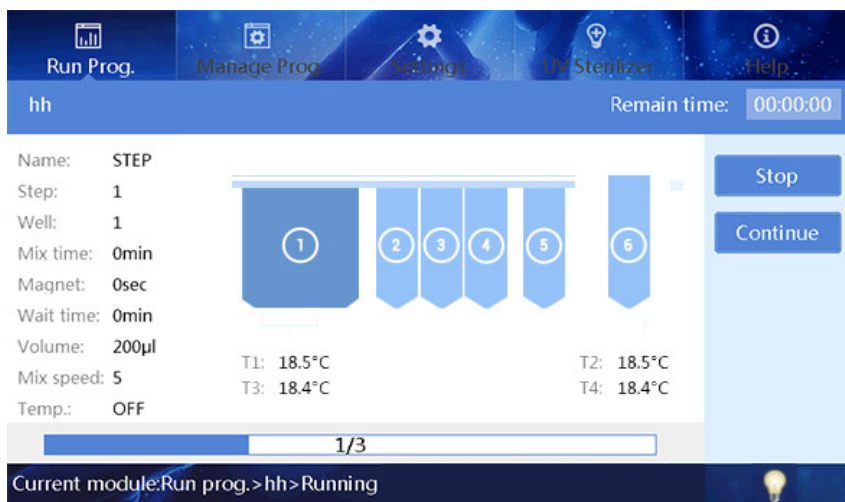 Run Prog.
Manage Prog.
Settings
UV Sterilizer
Help
hh
Remain time: 00:00:00
Name: STEP
Step: 1
Well: 1
Mix time: 0min
Magnet: 0sec
Wait time: 0min
Volume: 200µl
Mix speed: 5
Temp.: OFF
1 2 3 4 5 6
T1: 18.5°C
T2: 18.5°C
T3: 18.4°C
T4: 18.4°C
Stop
Continue
1/3
Current module:Run prog.>hh>Running